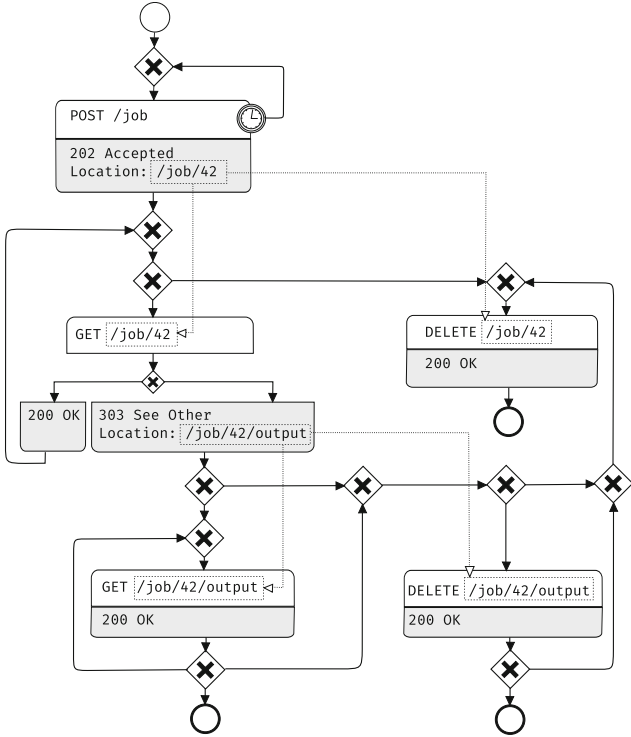 POST /job
202 Accepted
Location: /job/42
GET /job/42
DELETE /job/42
200 OK
200 OK
303 See Other
Location: /job/42/output
GET /job/42/output
200 OK
DELETE /job/42/output
200 OK